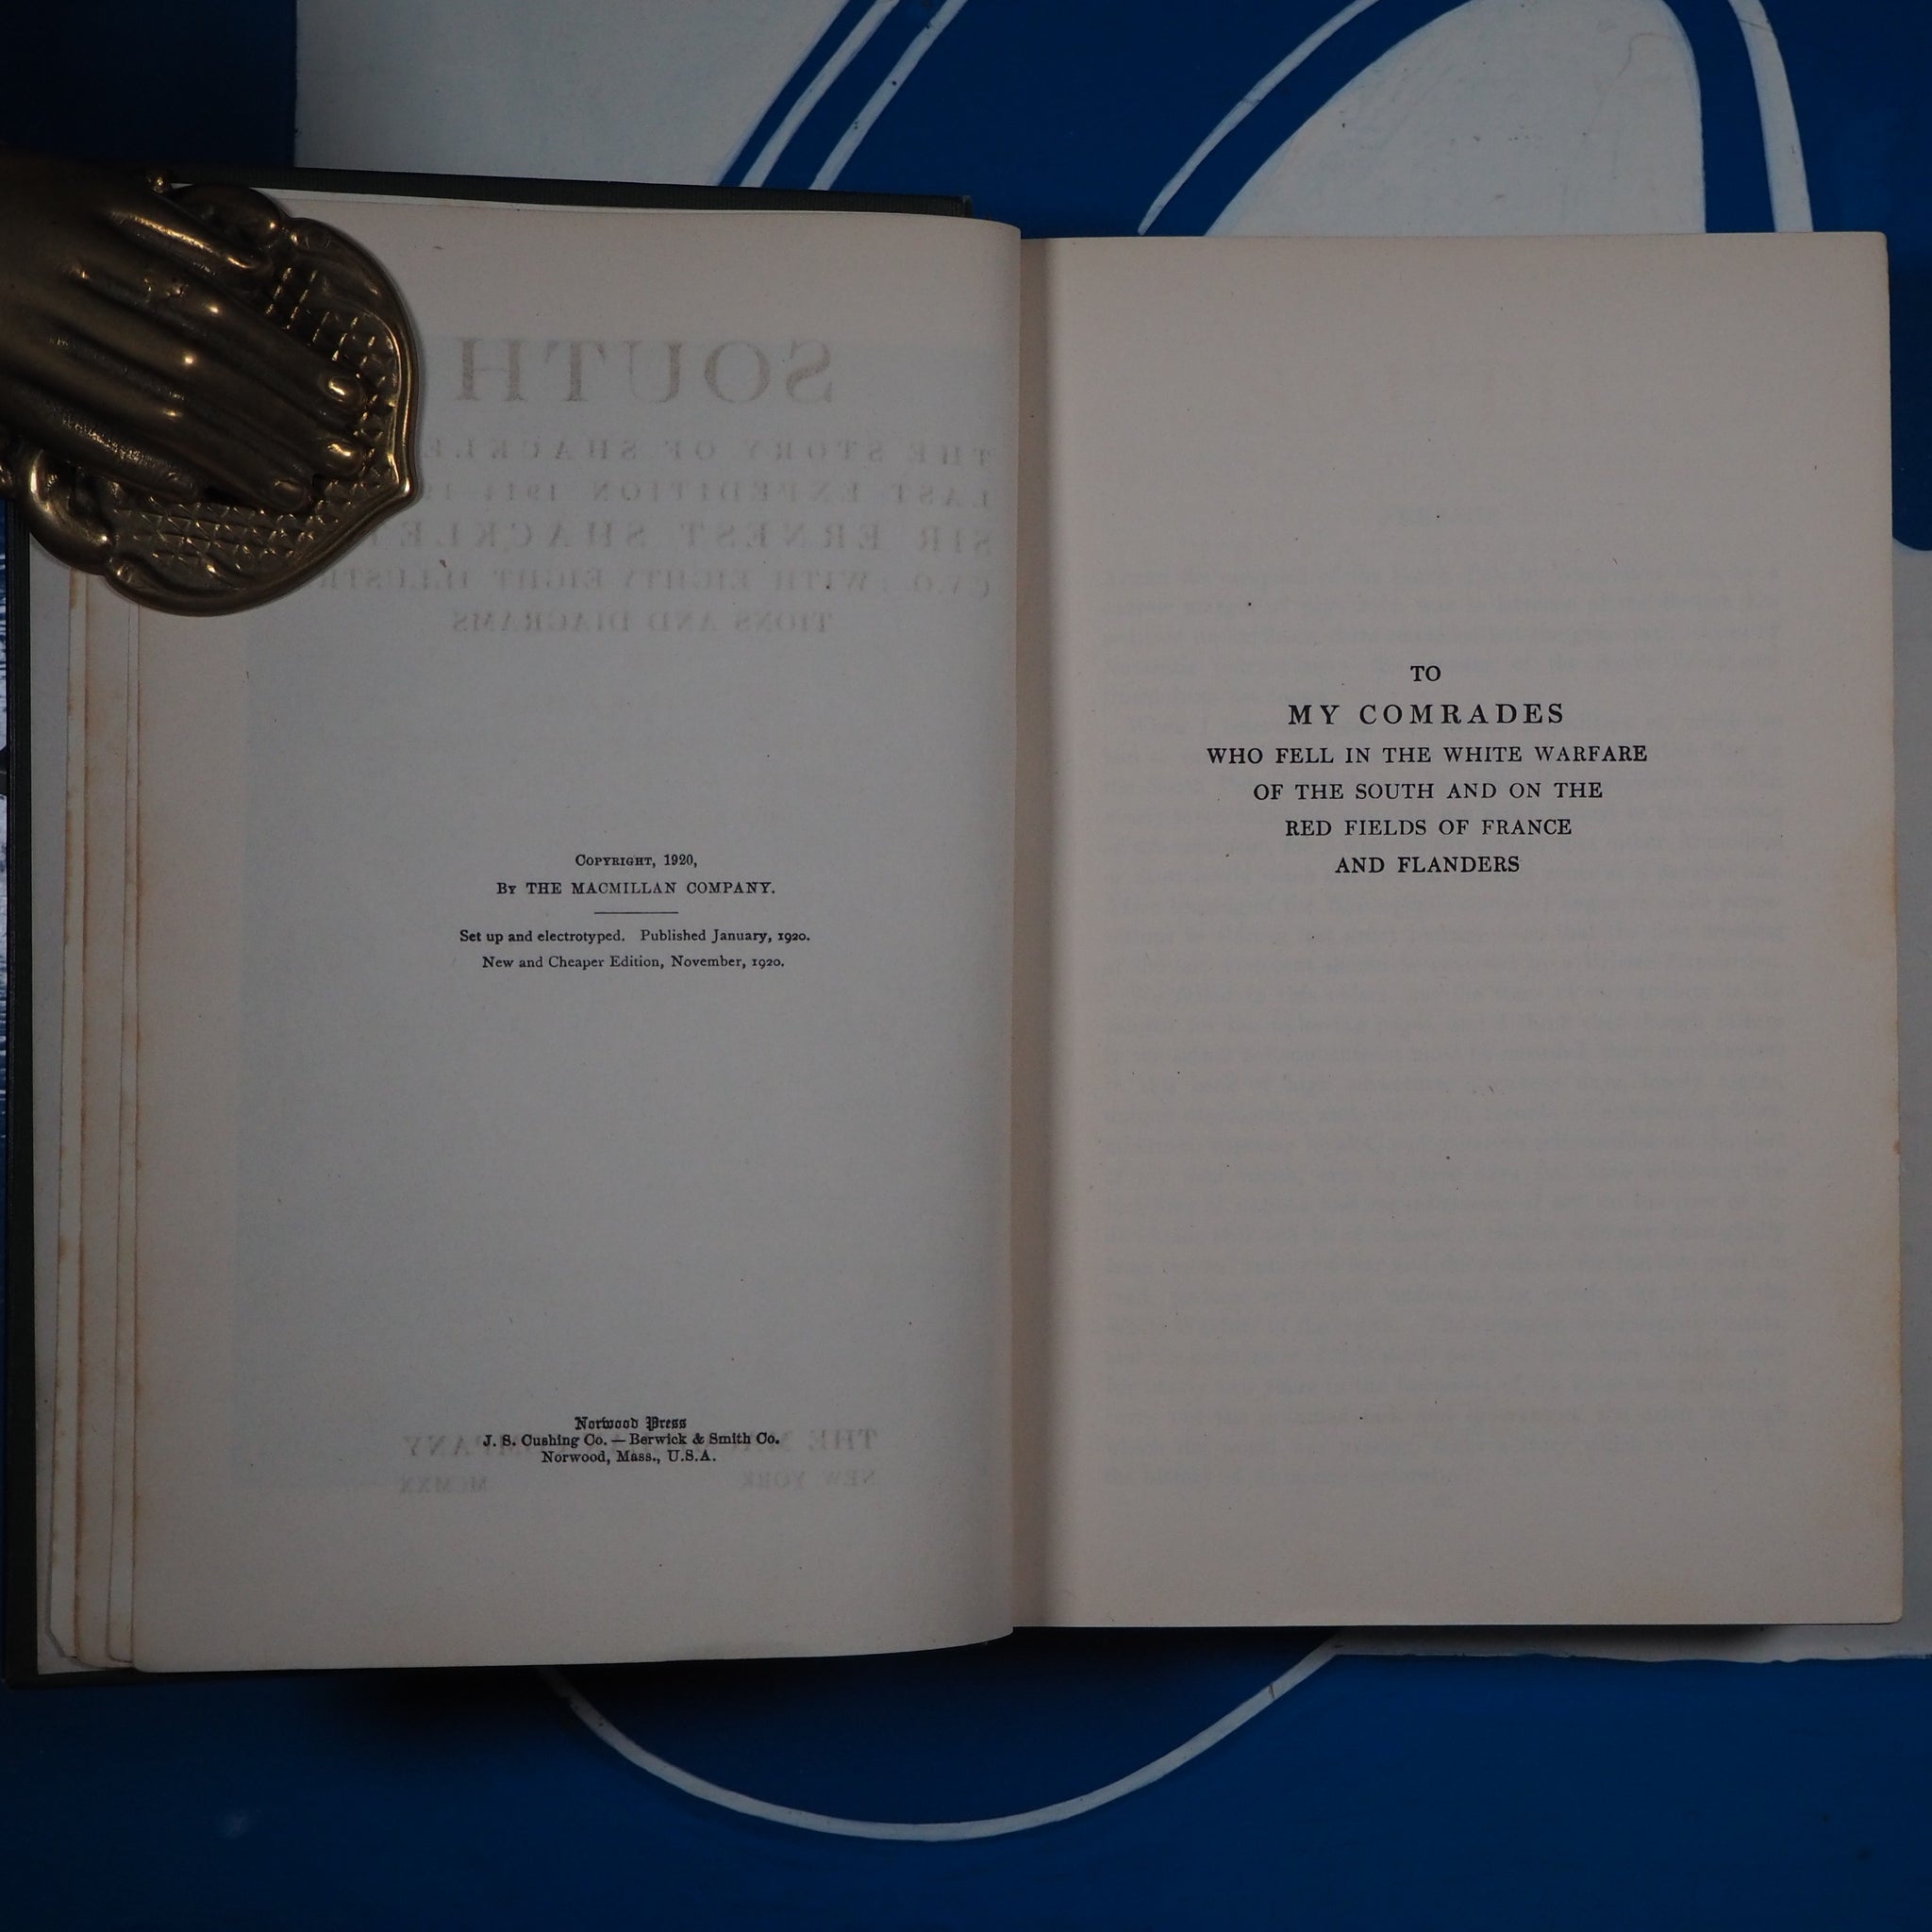 COPYRIGHT, 1920,
BY THE MACMILLAN COMPANY.
Set up and electrotyped. Published January, 1920.
New and Cheaper Edition, November, 1920.
Norwood Press
J. S. Cushing Co. — Berwick & Smith Co.
Norwood, Mass., U.S.A.
TO
MY COMRADES
WHO FELL IN THE WHITE WARFARE
OF THE SOUTH AND ON THE
RED FIELDS OF FRANCE
AND FLANDERS